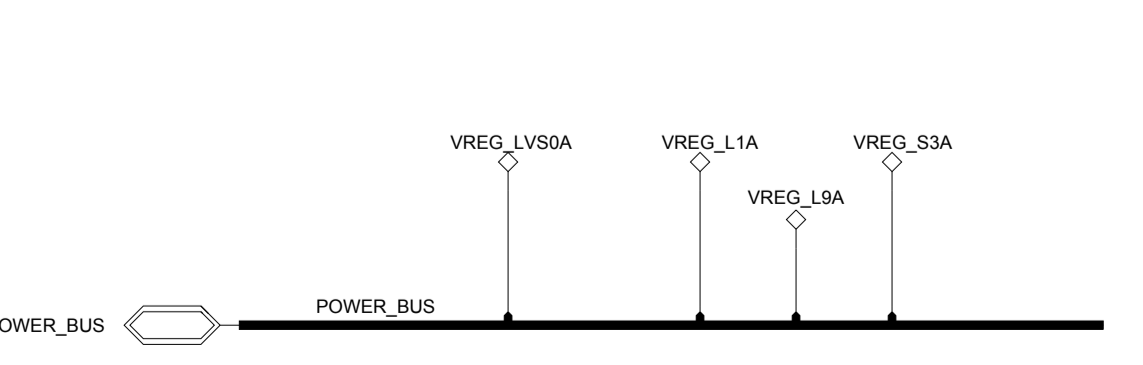 VREG_LVS0A
VREG_L1A
VREG_S3A
VREG_L9A
POWER_BUS
OWER_BUS